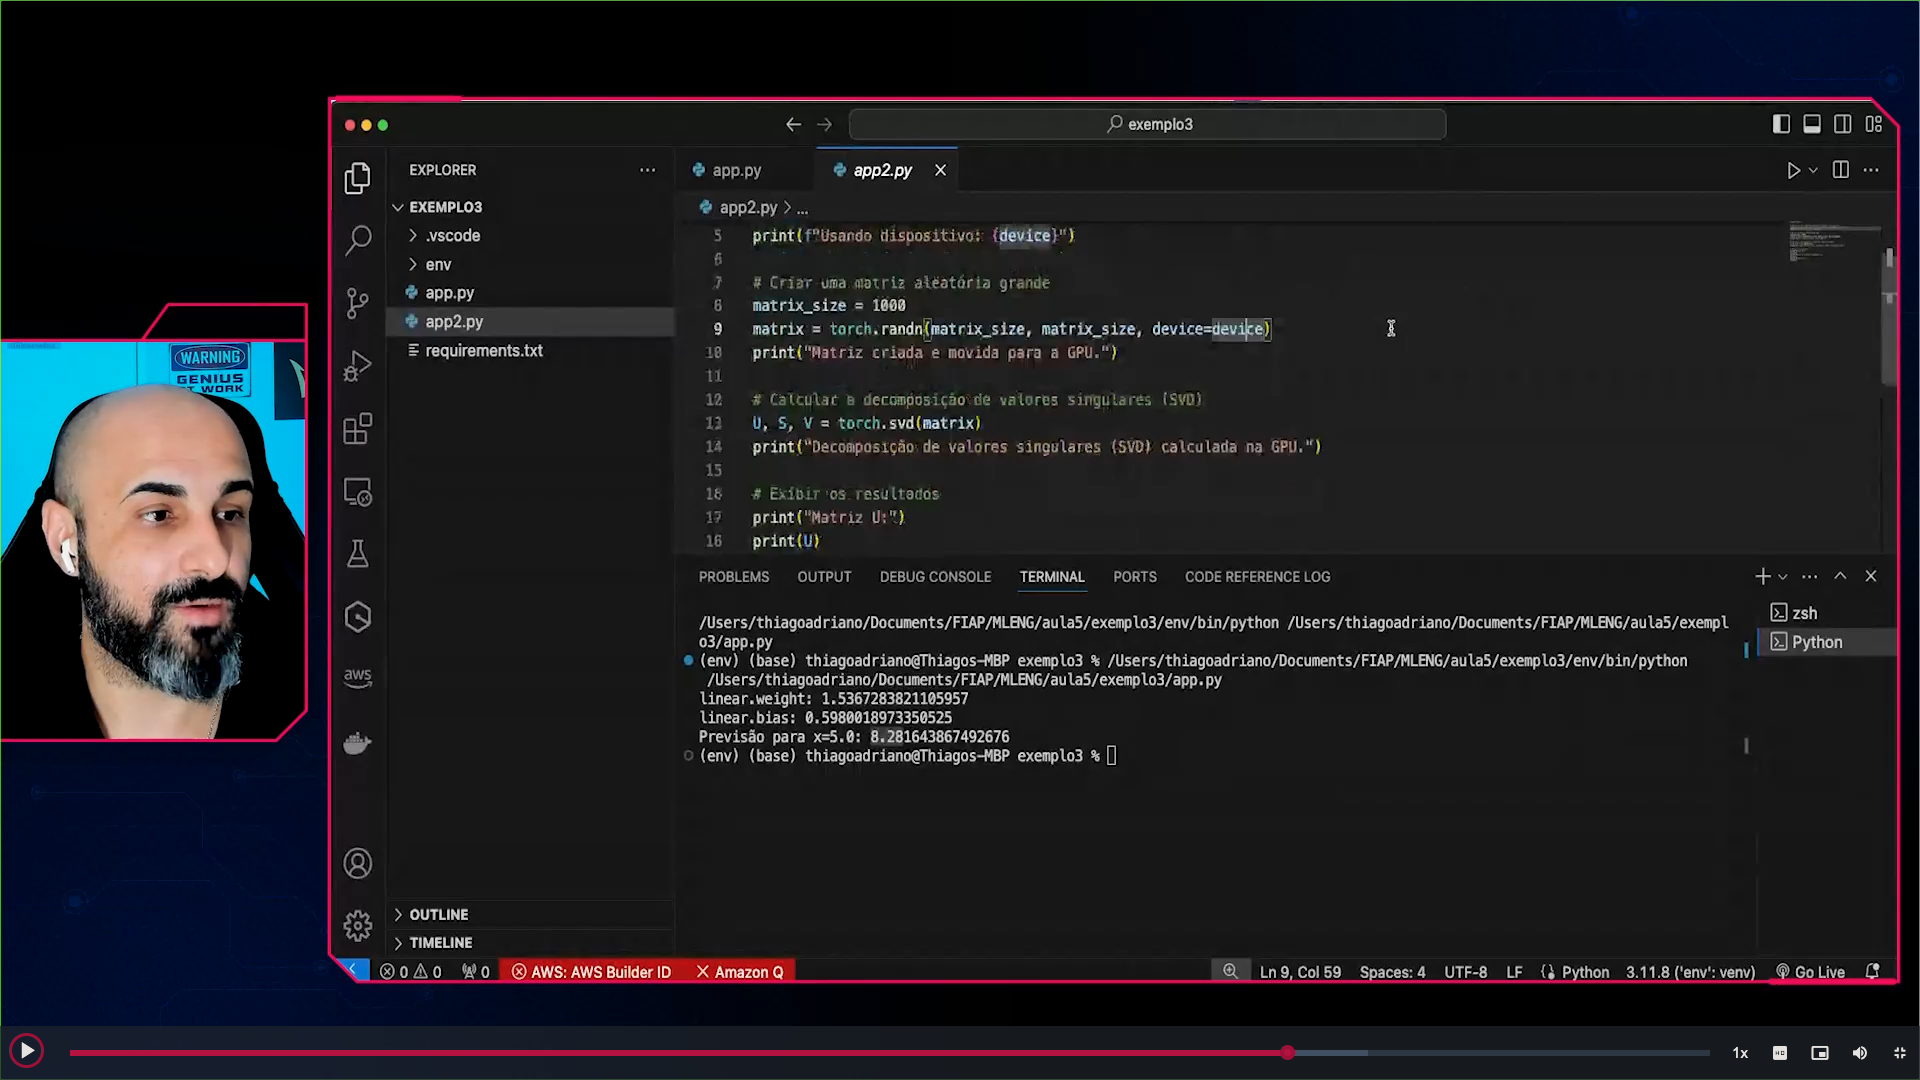 WARNING
GENIUS
AT WORK
exemplo3
EXPLORER
EXEMPLO3
.vscode
env
app.py
app2.py
requirements.txt
OUTLINE
TIMELINE
app.py
app2.py
app2.py > ...
5 print(f"Usando dispositivo: {device}")
6
7 # Criar uma matriz aleatória grande
8 matrix_size = 1000
9 matrix = torch.randn(matrix_size, matrix_size, device=device)
10 print("Matriz criada e movida para a GPU.")
11
12 # Calcular a decomposição de valores singulares (SVD)
13 U, S, V = torch.svd(matrix)
14 print("Decomposição de valores singulares (SVD) calculada na GPU.")
15
16 # Exibir os resultados
17 print("Matriz U:")
18 print(U)
PROBLEMS OUTPUT DEBUG CONSOLE TERMINAL PORTS CODE REFERENCE LOG
/Users/thiagoadriano/Documents/FIAP/MLENG/aula5/exemplo3/env/bin/python /Users/thiagoadriano/Documents/FIAP/MLENG/aula5/exempl
o3/app.py
(env) (base) thiagoadriano@Thiagos-MBP exemplo3 % /Users/thiagoadriano/Documents/FIAP/MLENG/aula5/exemplo3/env/bin/python
/Users/thiagoadriano/Documents/FIAP/MLENG/aula5/exemplo3/app.py
linear.weight: 1.5367283821105957
linear.bias: 0.5980018973350525
Previsão para x=5.0: 8.281643867492676
(env) (base) thiagoadriano@Thiagos-MBP exemplo3 %
zsh
Python
aws
0 0 0 AWS: AWS Builder ID Amazon Q Ln 9, Col 59 Spaces: 4 UTF-8 LF Python 3.11.8 ('env': venv) Go Live
1x